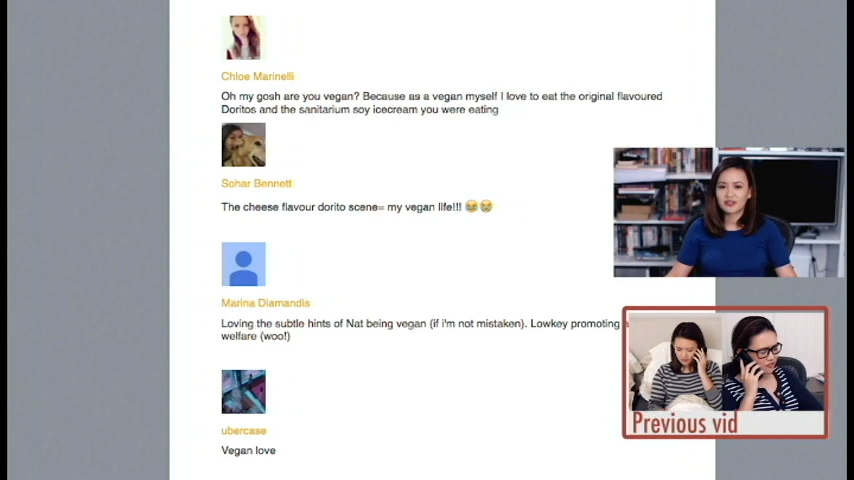 Chloe Marinelli
Oh my gosh are you vegan? Because as a vegan myself I love to eat the original flavoured
Doritos and the sanitarium soy icecream you were eating
Sohar Bennett
The cheese flavour dorito scene= my vegan life!!! 😂😂
Marina Diamandis
Loving the subtle hints of Nat being vegan (if i'm not mistaken). Lowkey promoting
welfare (woo!)
ubercase
Vegan love
Previous vid